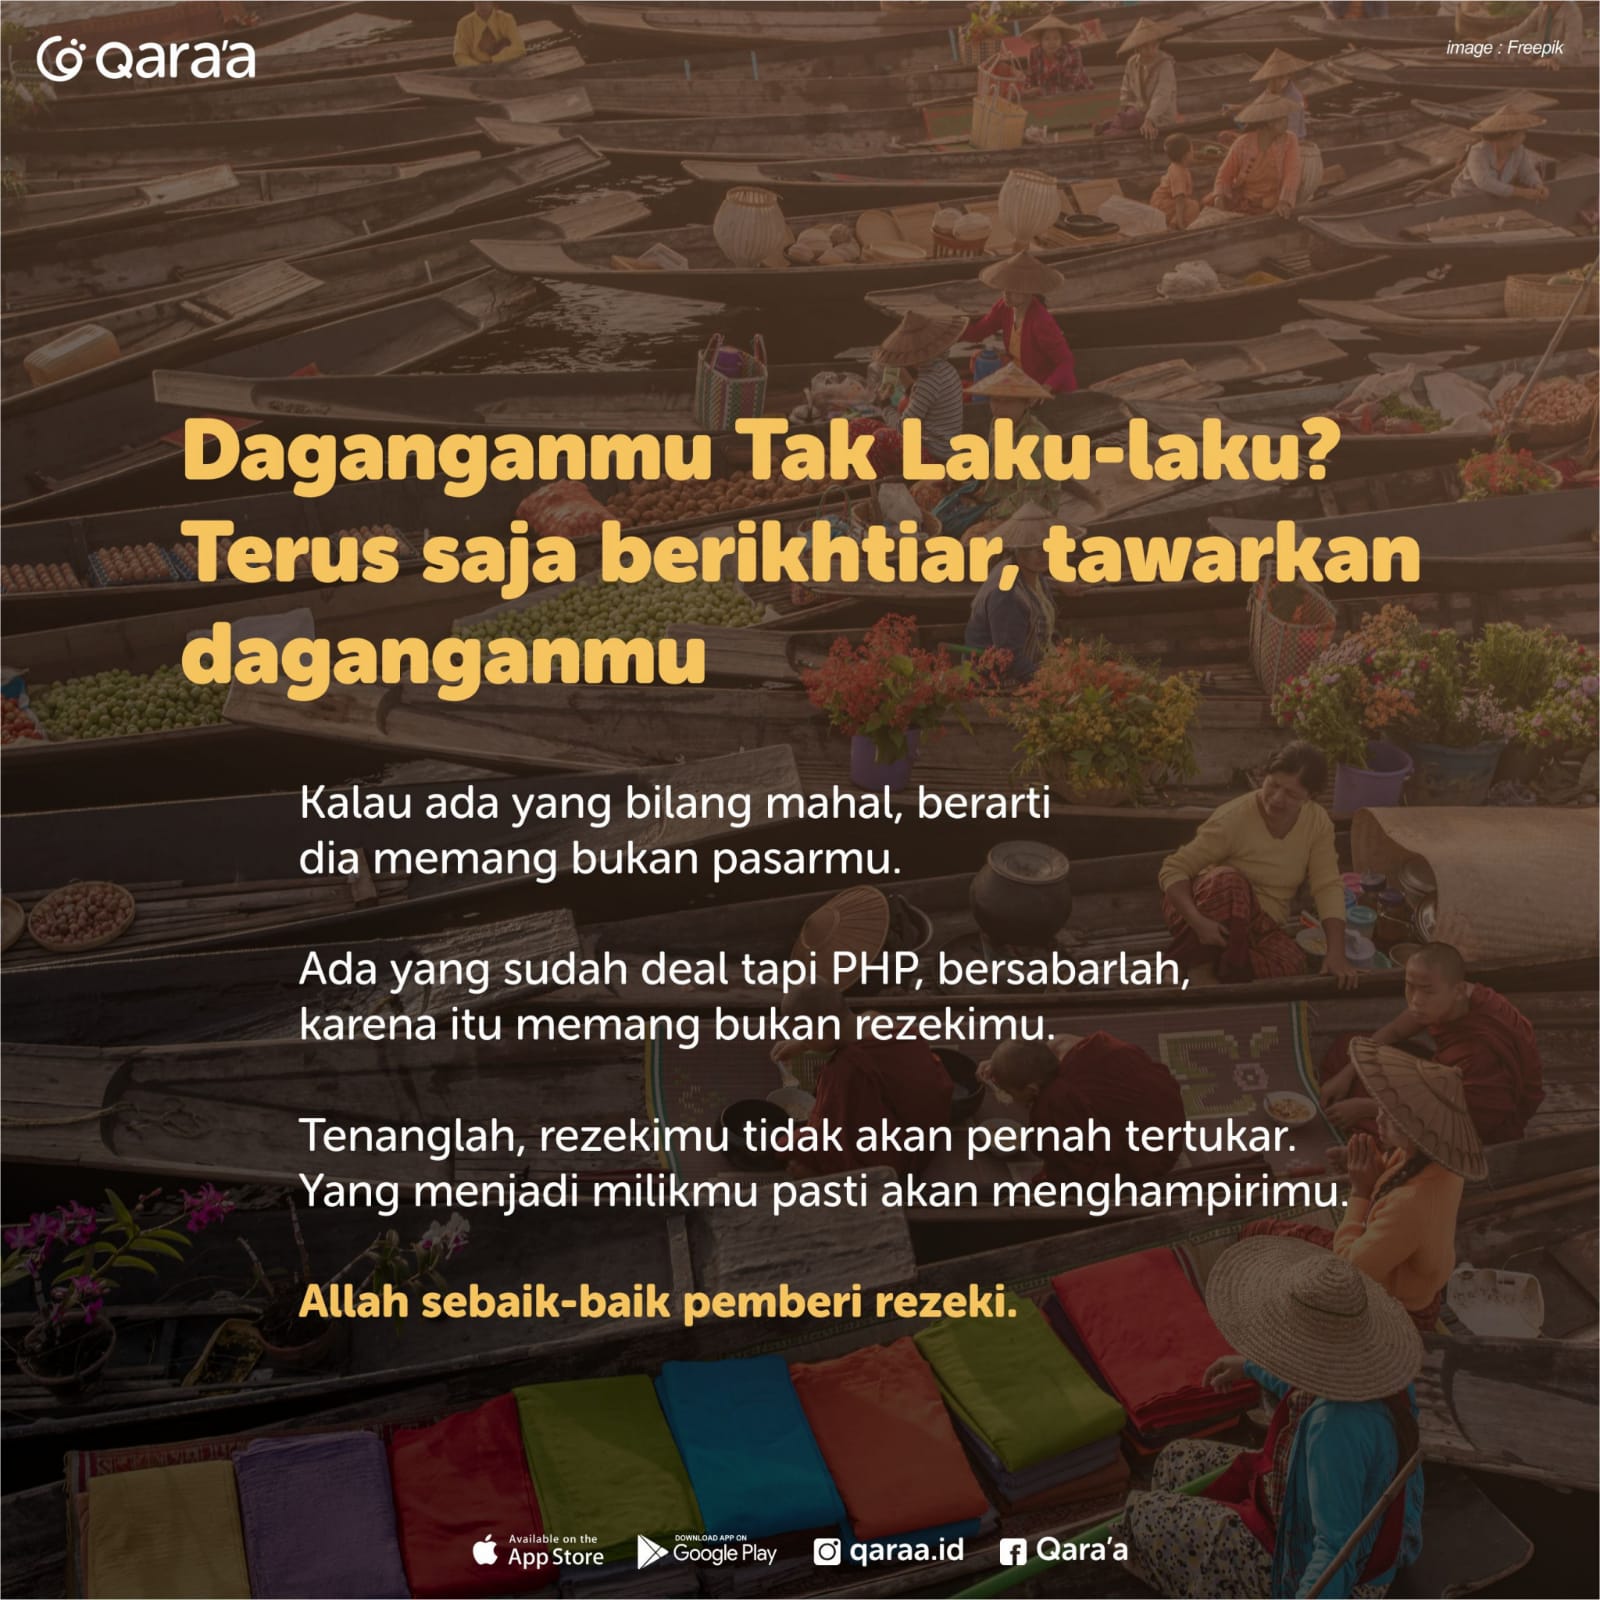 Qara'a
image : Freepik
Daganganmu Tak Laku-laku?
Terus saja berikhtiar, tawarkan
daganganmu
Kalau ada yang bilang mahal, berarti
dia memang bukan pasarmu.
Ada yang sudah deal tapi PHP, bersabarlah,
karena itu memang bukan rezekimu.
Tenanglah, rezekimu tidak akan pernah tertukar.
Yang menjadi milikmu pasti akan menghampirimu.
Allah sebaik-baik pemberi rezeki.
Available on the
App Store
DOWNLOAD APP ON
Google Play
qaraa.id
Qara'a